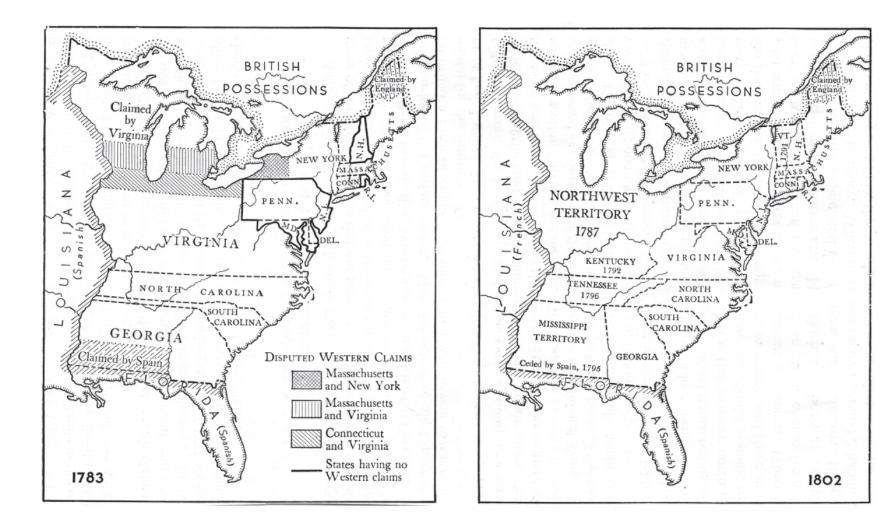 BRITISH
POSSESSIONS
Claimed by
England
Claimed
by
Virginia
MASSACHUSETTS
N.H.
NEW YORK
MASS.
CONN.
R.I.
PENN.
N.J.
MD.
DEL.
LOUISIANA
(Spanish)
VIRGINIA
NORTH CAROLINA
SOUTH
CAROLINA
GEORGIA
Claimed by Spain
FLORIDA (Spanish)
DISPUTED WESTERN CLAIMS
Massachusetts
and New York
Massachusetts
and Virginia
Connecticut
and Virginia
States having no
Western claims
1783
BRITISH
POSSESSIONS
Claimed by
England
MASSACHUSETTS
VT.
1791
N.H.
NEW YORK
MASS.
CONN.
R.I.
NORTHWEST
TERRITORY
1787
PENN.
MD.
DEL.
LOUISIANA
(French)
KENTUCKY
1792
VIRGINIA
TENNESSEE
1796
NORTH
CAROLINA
SOUTH
CAROLINA
MISSISSIPPI
TERRITORY
GEORGIA
Ceded by Spain, 1795
FLORIDA (Spanish)
1802